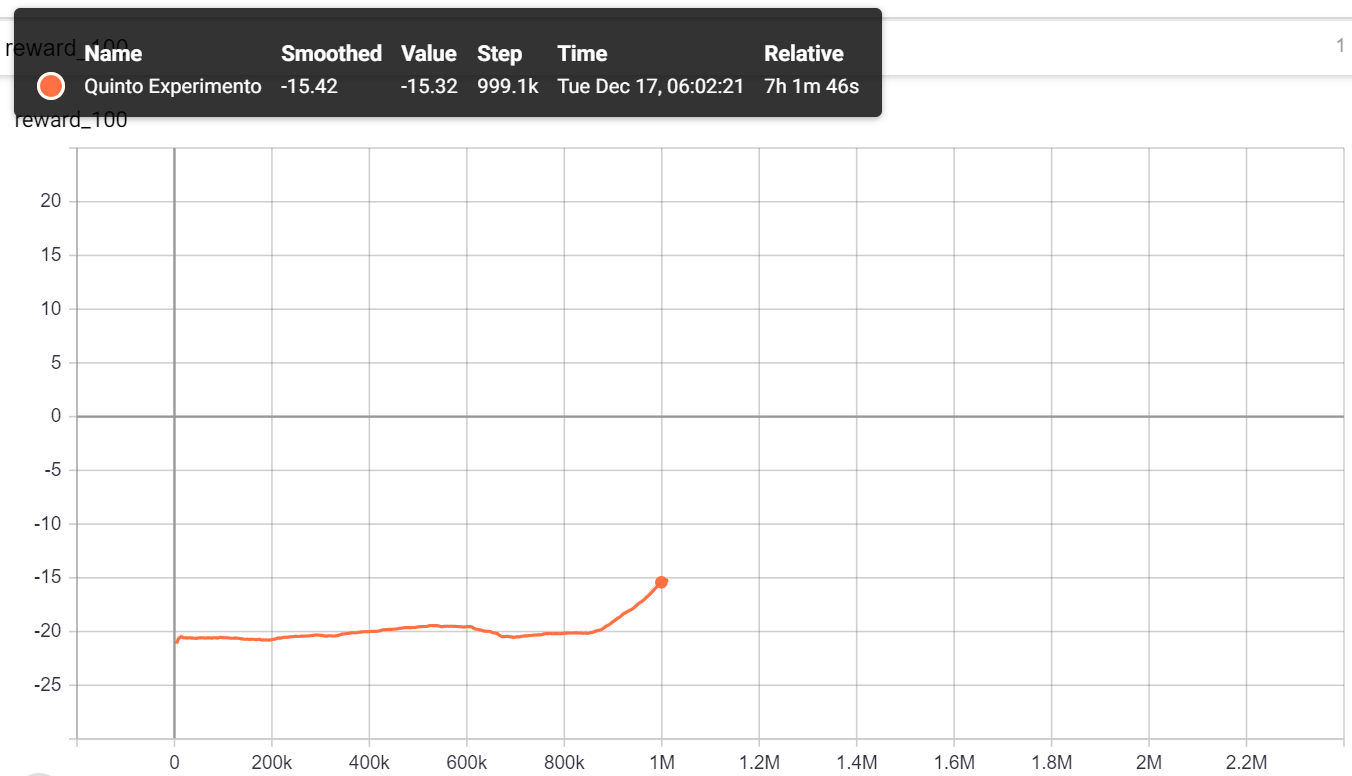 reward_100
1
Name Smoothed Value Step Time Relative
Quinto Experimento -15.42 -15.32 999.1k Tue Dec 17, 06:02:21 7h 1m 46s
reward_100
20
15
10
5
0
-5
-10
-15
-20
-25
0 200k 400k 600k 800k 1M 1.2M 1.4M 1.6M 1.8M 2M 2.2M